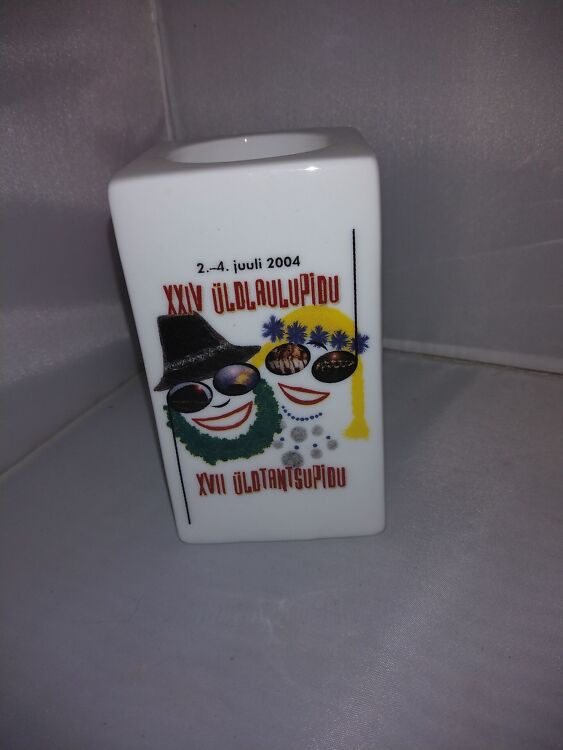 2.–4. juuli 2004
XXIV ÜLDLAULUPIDU
XVII ÜLDTANTSUPIDU